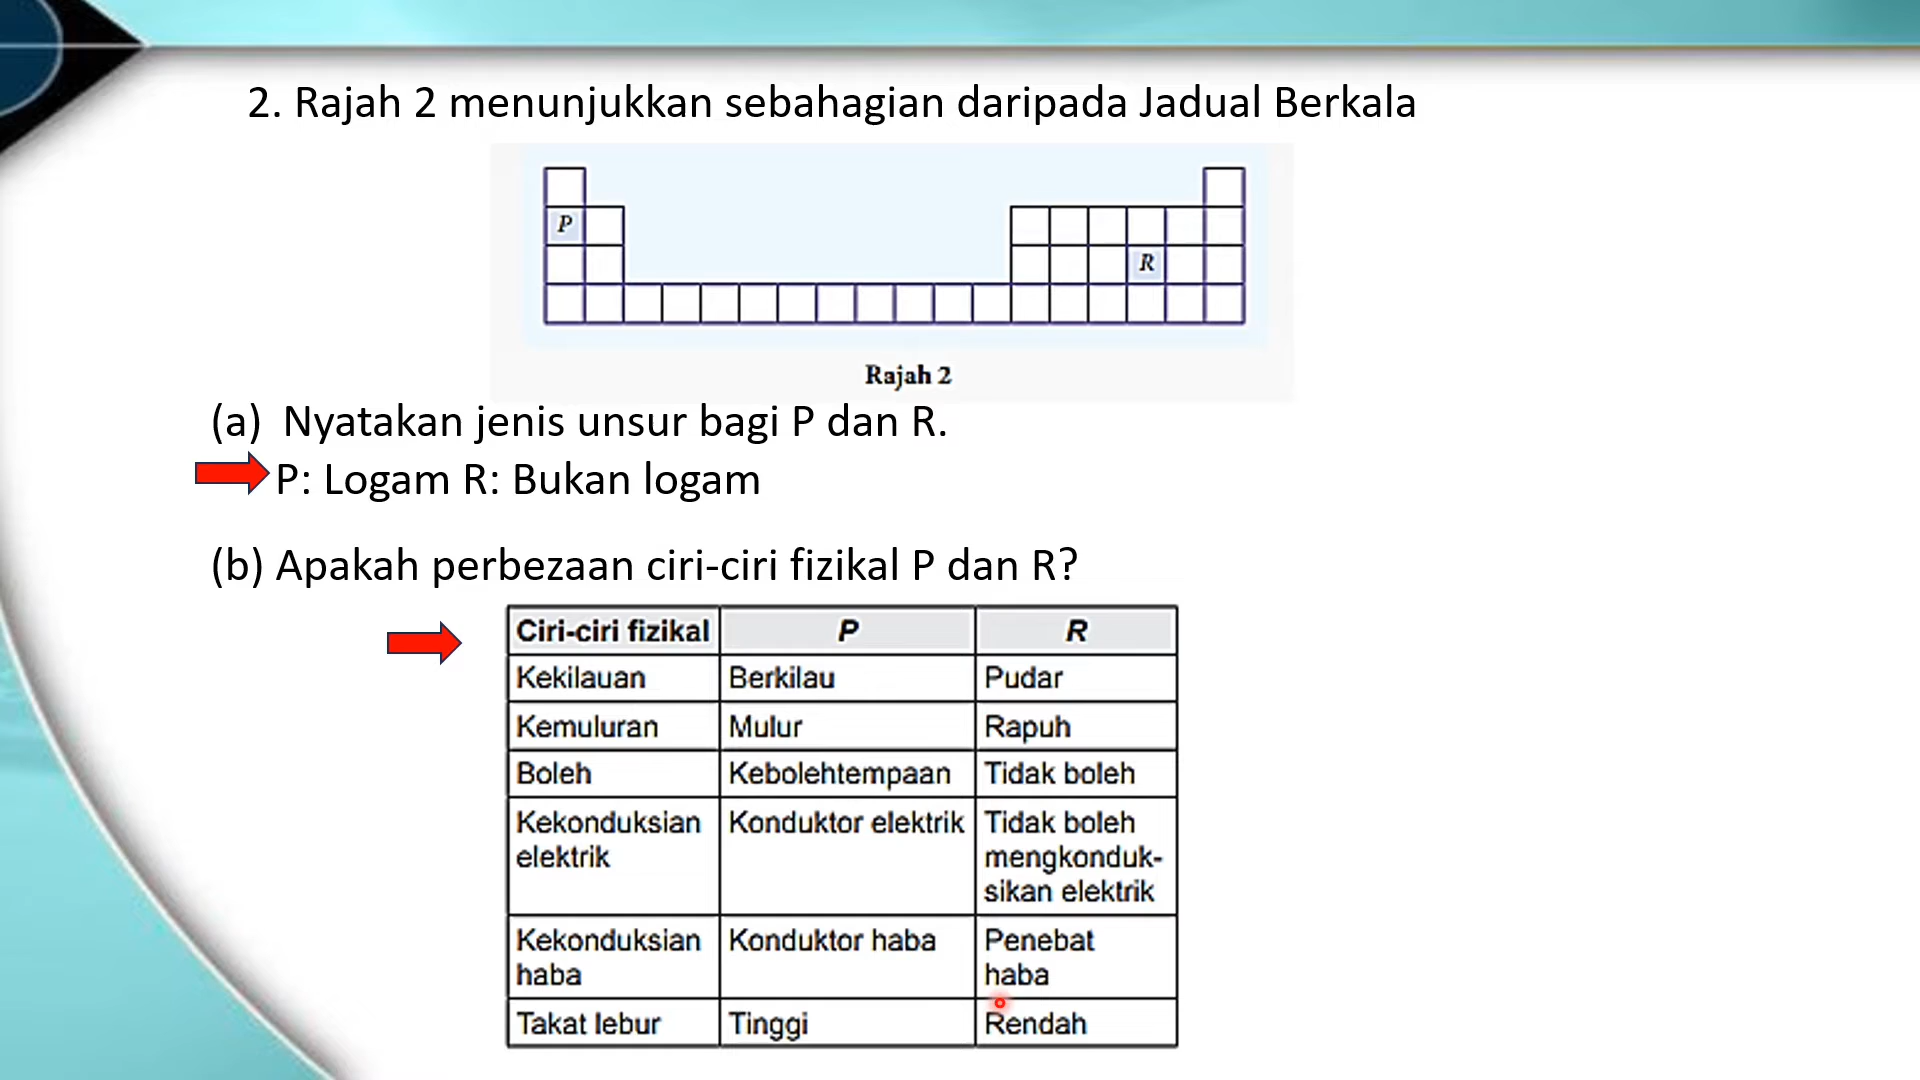 2. Rajah 2 menunjukkan sebahagian daripada Jadual Berkala
P
R
Rajah 2
(a) Nyatakan jenis unsur bagi P dan R.
P: Logam R: Bukan logam
(b) Apakah perbezaan ciri-ciri fizikal P dan R?
Ciri-ciri fizikal P R
Kekilauan Berkilau Pudar
Kemuluran Mulur Rapuh
Boleh Kebolehtempaan Tidak boleh
Kekonduksian Konduktor elektrik Tidak boleh
elektrik mengkonduk-
sikan elektrik
Kekonduksian Konduktor haba Penebat
haba haba
Takat lebur Tinggi Rendah